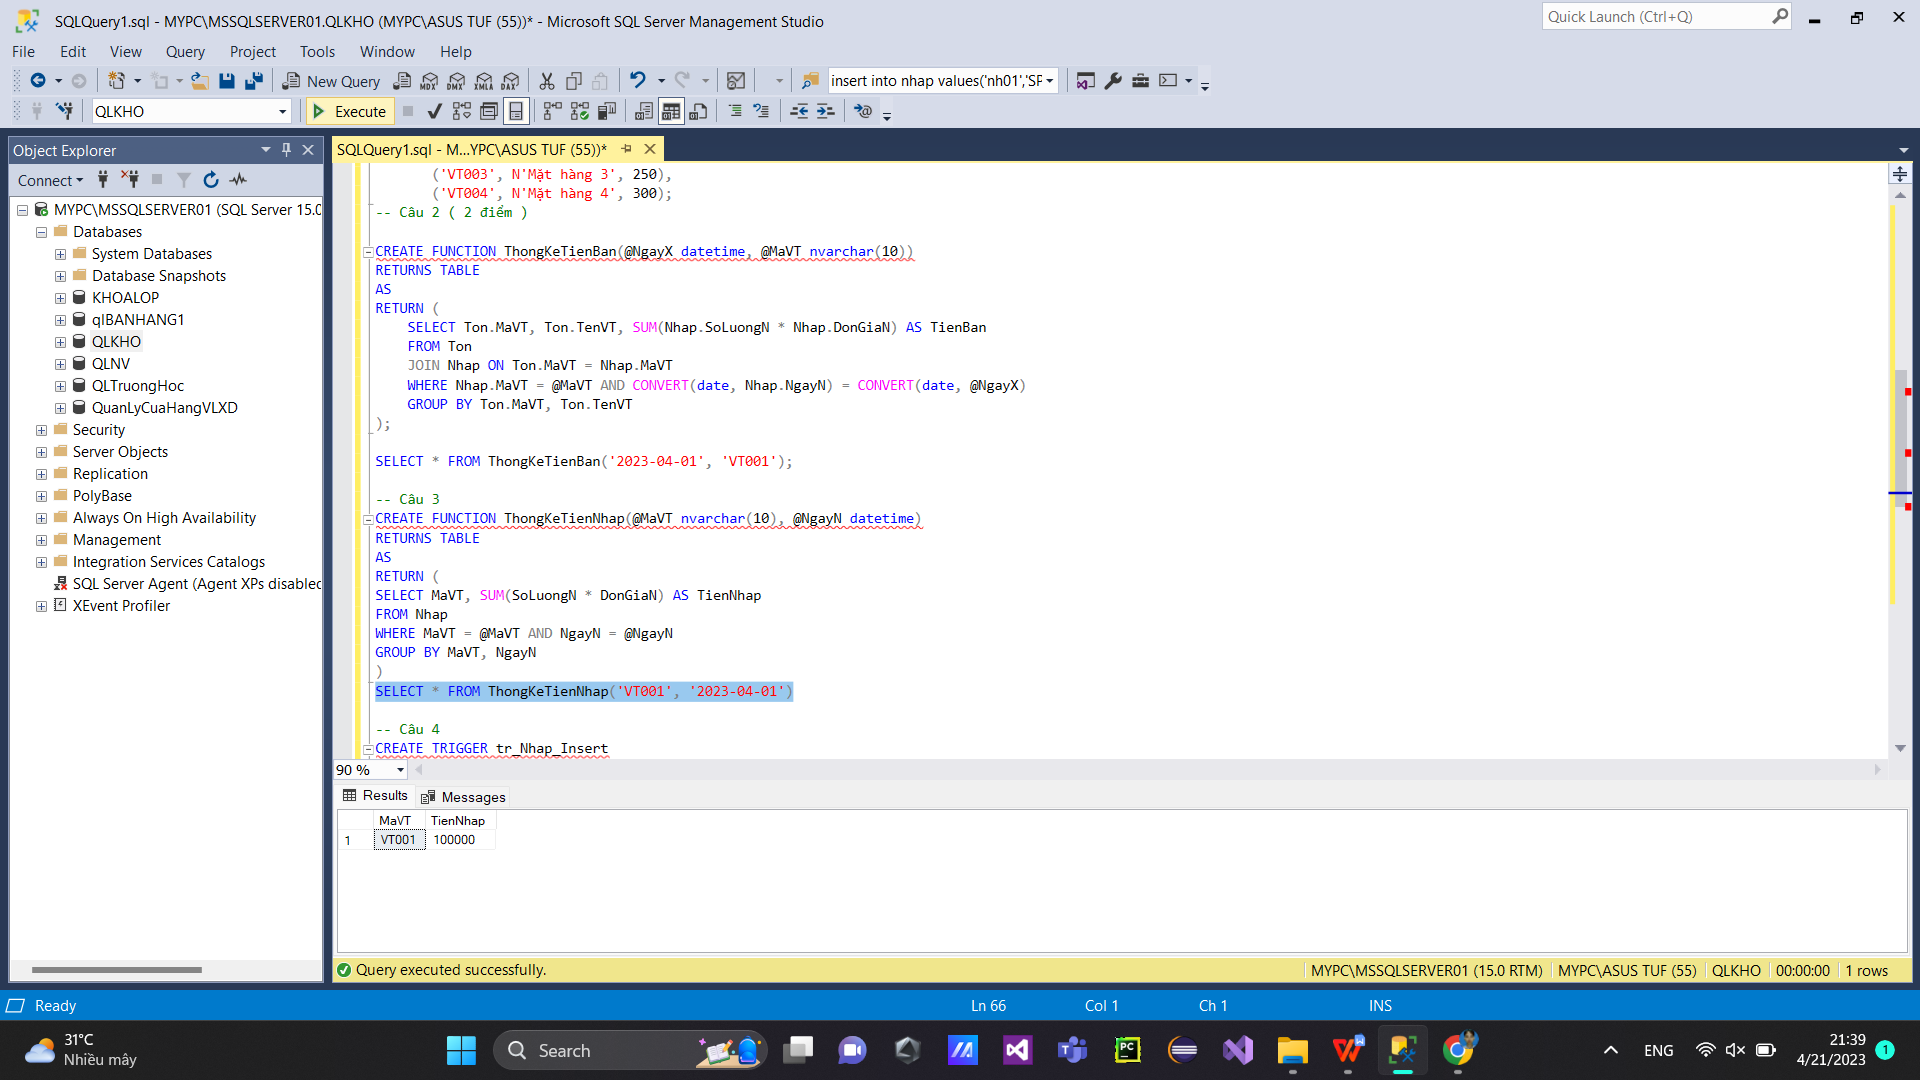 SQLQuery1.sql - MYPC\MSSQLSERVER01.QLKHO (MYPC\ASUS TUF (55))* - Microsoft SQL Server Management Studio
Quick Launch (Ctrl+Q)
File Edit View Query Project Tools Window Help
New Query
MDX DMX XMLA DAX
insert into nhap values('nh01','SF
QLKHO
Execute
Object Explorer
SQLQuery1.sql - M...YPC\ASUS TUF (55))*
Connect
MYPC\MSSQLSERVER01 (SQL Server 15.0
Databases
System Databases
Database Snapshots
KHOALOP
qlBANHANG1
QLKHO
QLNV
QLTruongHoc
QuanLyCuaHangVLXD
Security
Server Objects
Replication
PolyBase
Always On High Availability
Management
Integration Services Catalogs
SQL Server Agent (Agent XPs disabled
XEvent Profiler
('VT003', N'Mặt hàng 3', 250),
('VT004', N'Mặt hàng 4', 300);
-- Câu 2 ( 2 điểm )
CREATE FUNCTION ThongKeTienBan(@NgayX datetime, @MaVT nvarchar(10))
RETURNS TABLE
AS
RETURN (
SELECT Ton.MaVT, Ton.TenVT, SUM(Nhap.SoLuongN * Nhap.DonGiaN) AS TienBan
FROM Ton
JOIN Nhap ON Ton.MaVT = Nhap.MaVT
WHERE Nhap.MaVT = @MaVT AND CONVERT(date, Nhap.NgayN) = CONVERT(date, @NgayX)
GROUP BY Ton.MaVT, Ton.TenVT
);
SELECT * FROM ThongKeTienBan('2023-04-01', 'VT001');
-- Câu 3
CREATE FUNCTION ThongKeTienNhap(@MaVT nvarchar(10), @NgayN datetime)
RETURNS TABLE
AS
RETURN (
SELECT MaVT, SUM(SoLuongN * DonGiaN) AS TienNhap
FROM Nhap
WHERE MaVT = @MaVT AND NgayN = @NgayN
GROUP BY MaVT, NgayN
)
SELECT * FROM ThongKeTienNhap('VT001', '2023-04-01')
-- Câu 4
CREATE TRIGGER tr_Nhap_Insert
90 %
Results Messages
MaVT TienNhap
1 VT001 100000
Query executed successfully.
MYPC\MSSQLSERVER01 (15.0 RTM) MYPC\ASUS TUF (55) QLKHO 00:00:00 1 rows
Ready Ln 66 Col 1 Ch 1 INS
31°C
Nhiều mây
Search
PC
ENG
21:39
4/21/2023
1